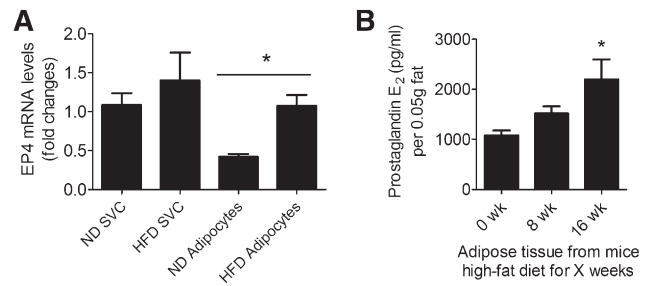 A
EP4 mRNA levels
(fold changes)
2.0
1.5
1.0
0.5
0.0
*
ND SVC
HFD SVC
ND Adipocytes
HFD Adipocytes
B
Prostaglandin E2 (pg/ml)
per 0.05g fat
3000
2000
1000
0
*
0 wk
8 wk
16 wk
Adipose tissue from mice
high-fat diet for X weeks